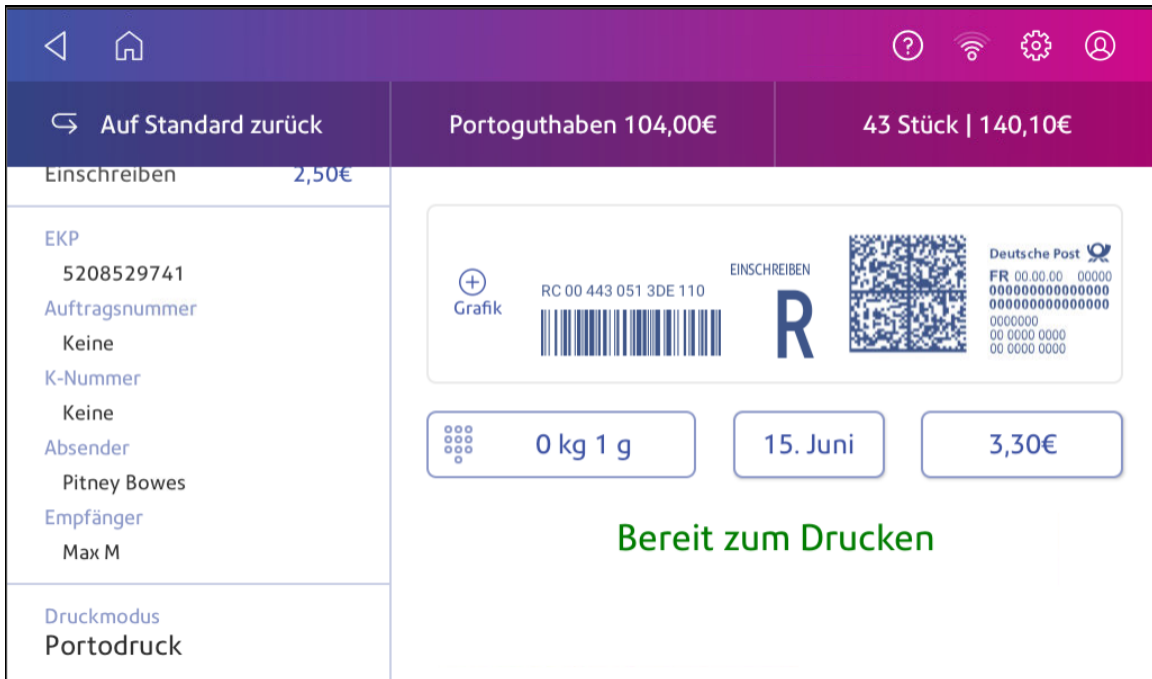 Auf Standard zurück
Portoguthaben 104,00€
43 Stück | 140,10€
Einschreiben 2,50€
EKP
5208529741
Auftragsnummer
Keine
K-Nummer
Keine
Absender
Pitney Bowes
Empfänger
Max M
Druckmodus
Portodruck
Grafik
RC 00 443 051 3DE 110
EINSCHREIBEN
R
Deutsche Post
FR 00.00.00 00000
000000000000000
000000000000000
0000000
00 0000 0000
00 0000 0000
0 kg 1 g
15. Juni
3,30€
Bereit zum Drucken